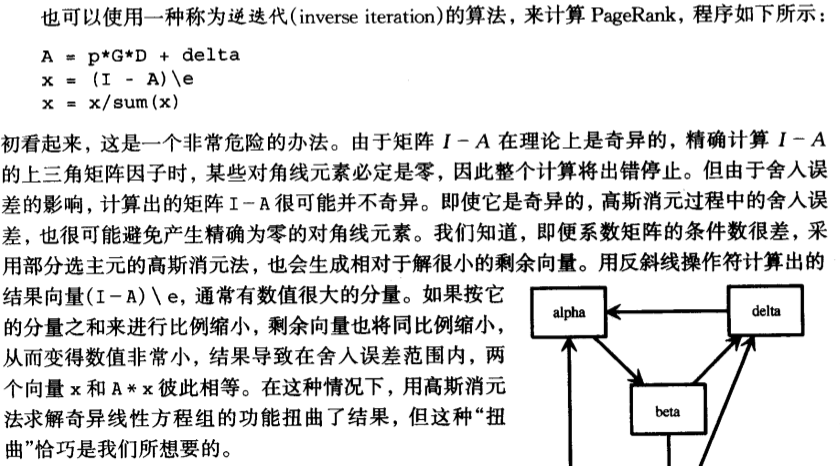 也可以使用一种称为逆迭代(inverse iteration)的算法，来计算 PageRank，程序如下所示：
A = p*G*D + delta
x = (I - A)\e
x = x/sum(x)
初看起来，这是一个非常危险的办法。由于矩阵 I－A 在理论上是奇异的，精确计算 I－A
的上三角矩阵因子时，某些对角线元素必定是零，因此整个计算将出错停止。但由于舍入误
差的影响，计算出的矩阵 I－A 很可能并不奇异。即使它是奇异的，高斯消元过程中的舍入误
差，也很可能避免产生精确为零的对角线元素。我们知道，即便系数矩阵的条件数很差，采
用部分选主元的高斯消元法，也会生成相对于解很小的剩余向量。用反斜线操作符计算出的
结果向量(I－A)\e，通常有数值很大的分量。如果按它
的分量之和来进行比例缩小，剩余向量也将同比例缩小，
从而变得数值非常小，结果导致在舍入误差范围内，两
个向量 x 和 A*x 彼此相等。在这种情况下，用高斯消元
法求解奇异线性方程组的功能扭曲了结果，但这种“扭
曲”恰巧是我们所想要的。
alpha
delta
beta